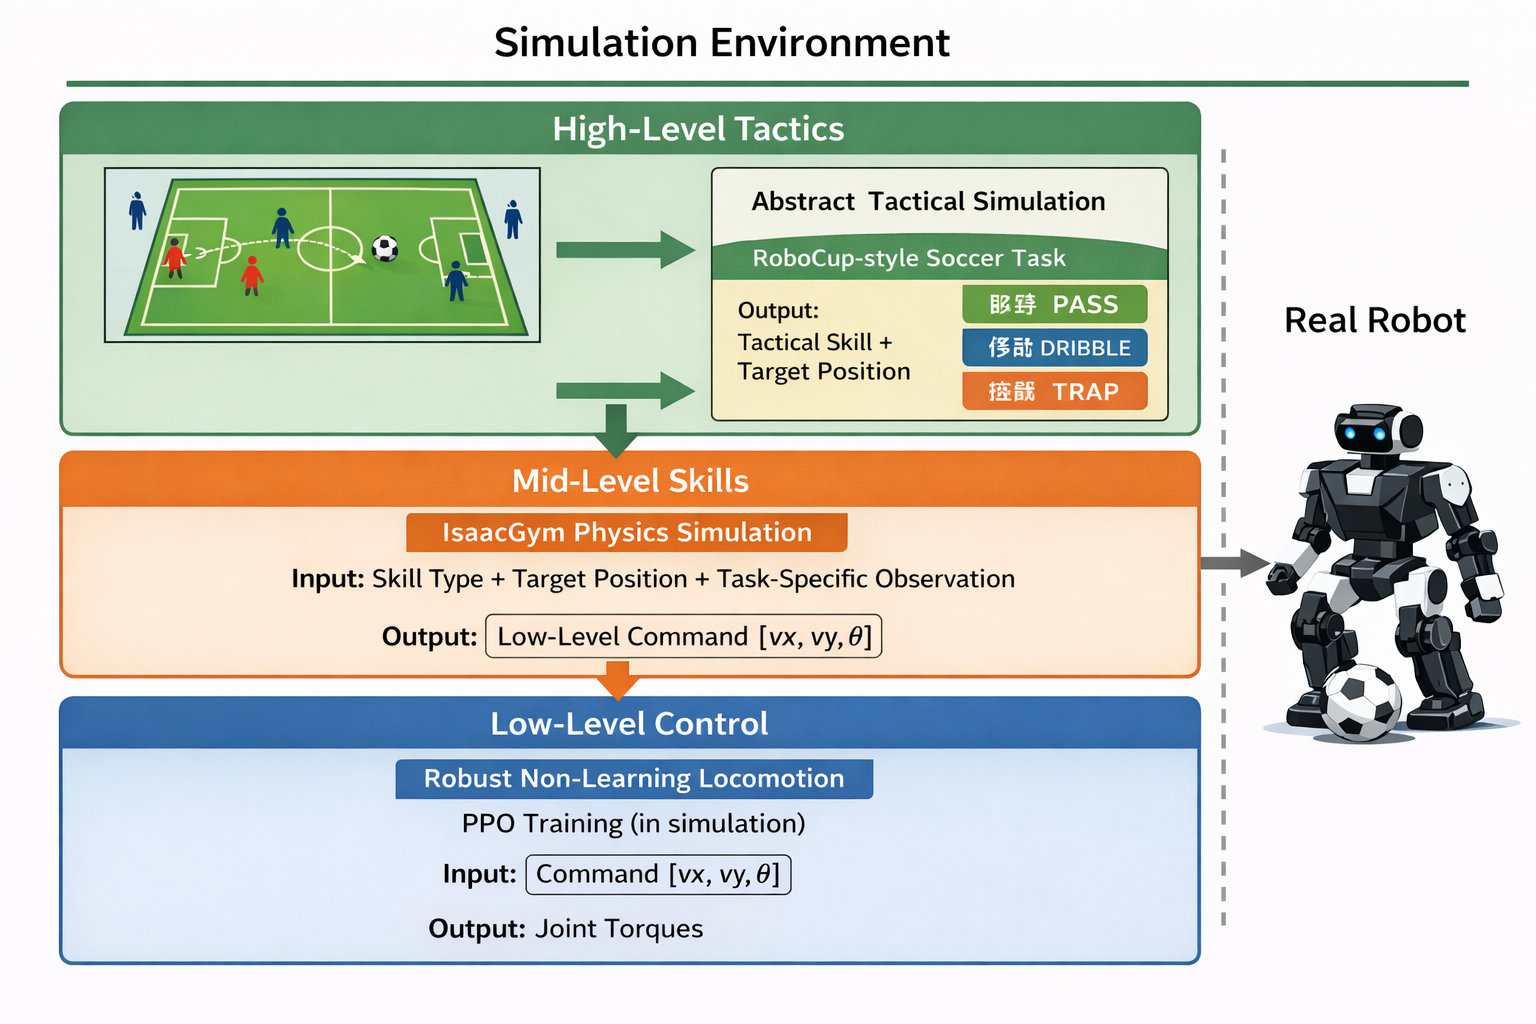 Simulation Environment
High-Level Tactics
Abstract Tactical Simulation
RoboCup-style Soccer Task
Output:
Tactical Skill +
Target Position
PASS
DRIBBLE
TRAP
Real Robot
Mid-Level Skills
IsaacGym Physics Simulation
Input: Skill Type + Target Position + Task-Specific Observation
Output: Low-Level Command [vx, vy, θ]
Low-Level Control
Robust Non-Learning Locomotion
PPO Training (in simulation)
Input: Command [vx, vy, θ]
Output: Joint Torques